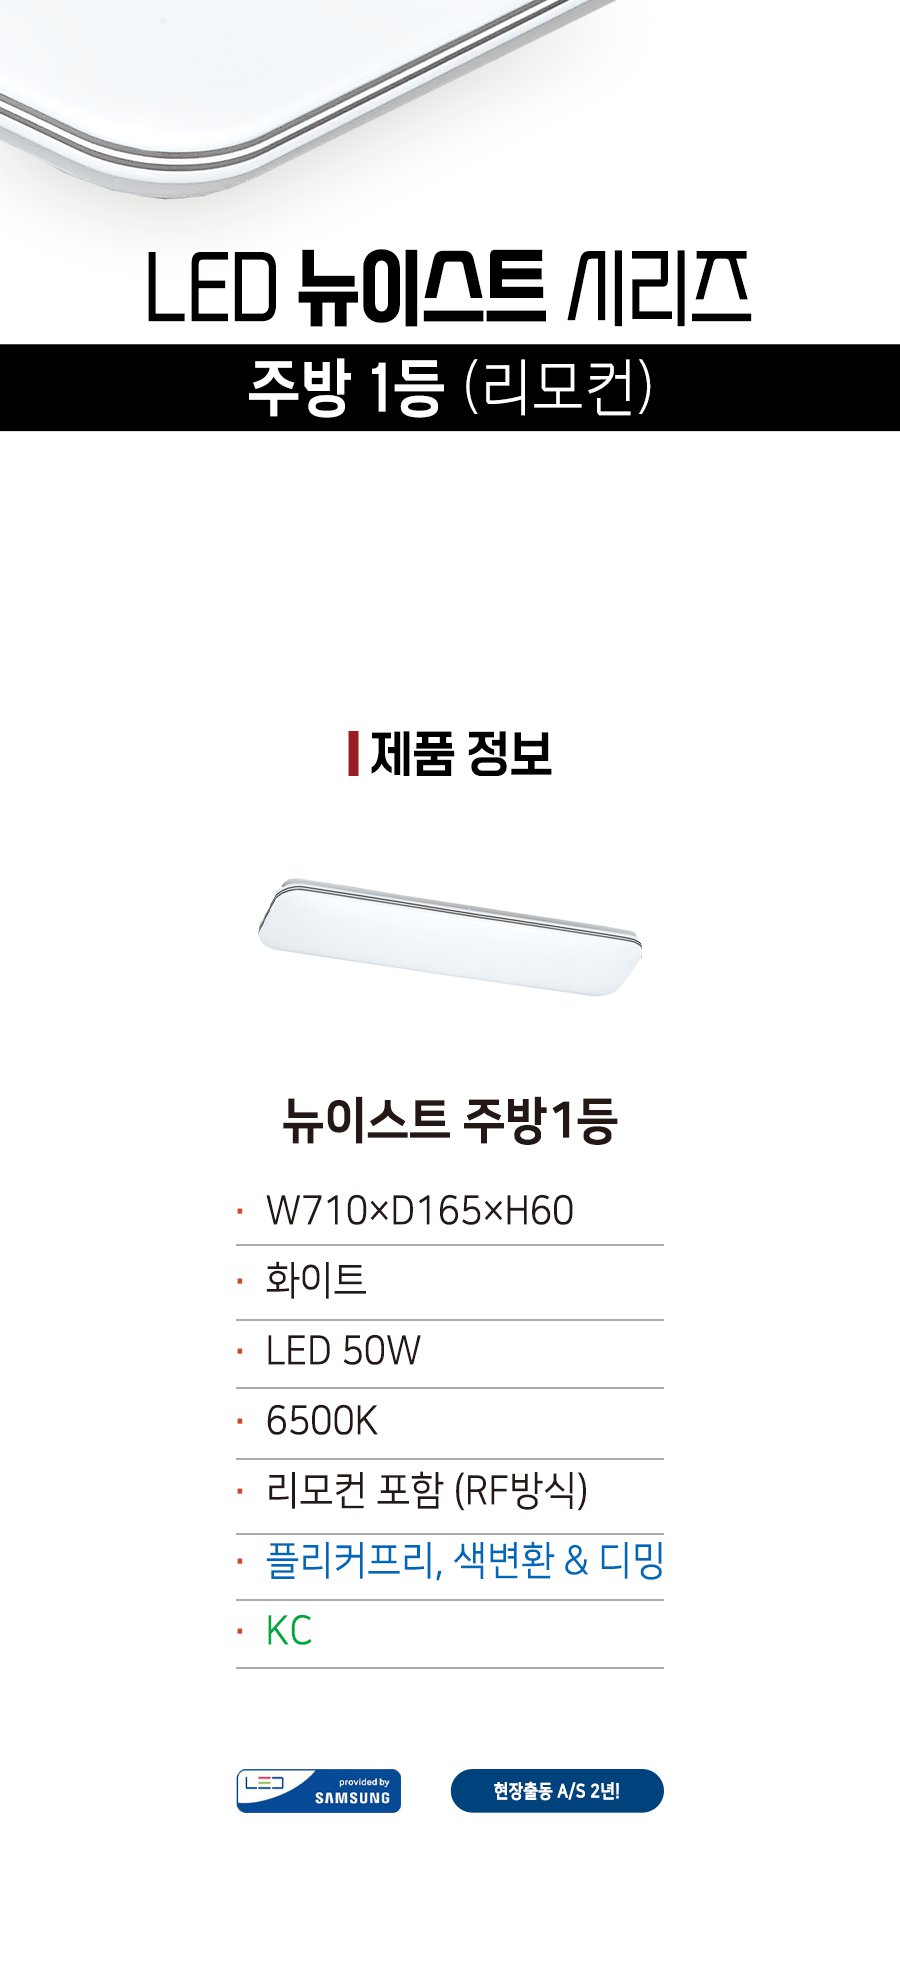 LED 뉴이스트 시리즈
주방 1등 (리모컨)
제품 정보
뉴이스트 주방1등
· W710×D165×H60
· 화이트
· LED 50W
· 6500K
· 리모컨 포함 (RF방식)
· 플리커프리, 색변환 & 디밍
· KC
LED provided by
SAMSUNG
현장출동 A/S 2년!